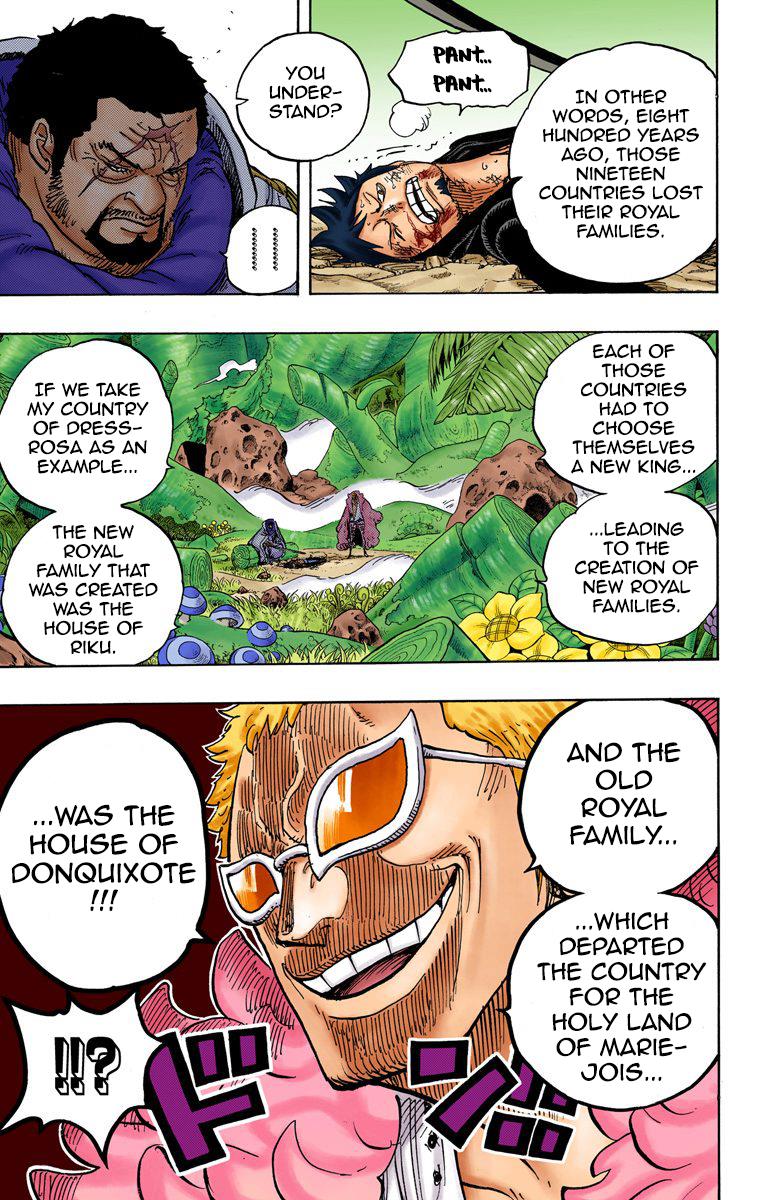 PANT...
PANT...
IN OTHER
WORDS, EIGHT
HUNDRED YEARS
AGO, THOSE
NINETEEN
COUNTRIES LOST
THEIR ROYAL
FAMILIES.
YOU
UNDER-
STAND?
!!!!!!!!
EACH OF
THOSE
COUNTRIES
HAD TO
CHOOSE
THEMSELVES
A NEW KING...
...LEADING
TO THE
CREATION OF
NEW ROYAL
FAMILIES.
IF WE TAKE
MY COUNTRY
OF DRESS-
ROSA AS AN
EXAMPLE...
THE NEW
ROYAL
FAMILY THAT
WAS CREATED
WAS THE
HOUSE OF
RIKU.
AND THE
OLD
ROYAL
FAMILY...
...WHICH
DEPARTED
THE COUNTRY
FOR THE
HOLY LAND
OF MARIE-
JOIS...
...WAS THE
HOUSE OF
DONQUIXOTE
!!!
!!?
ドンッ